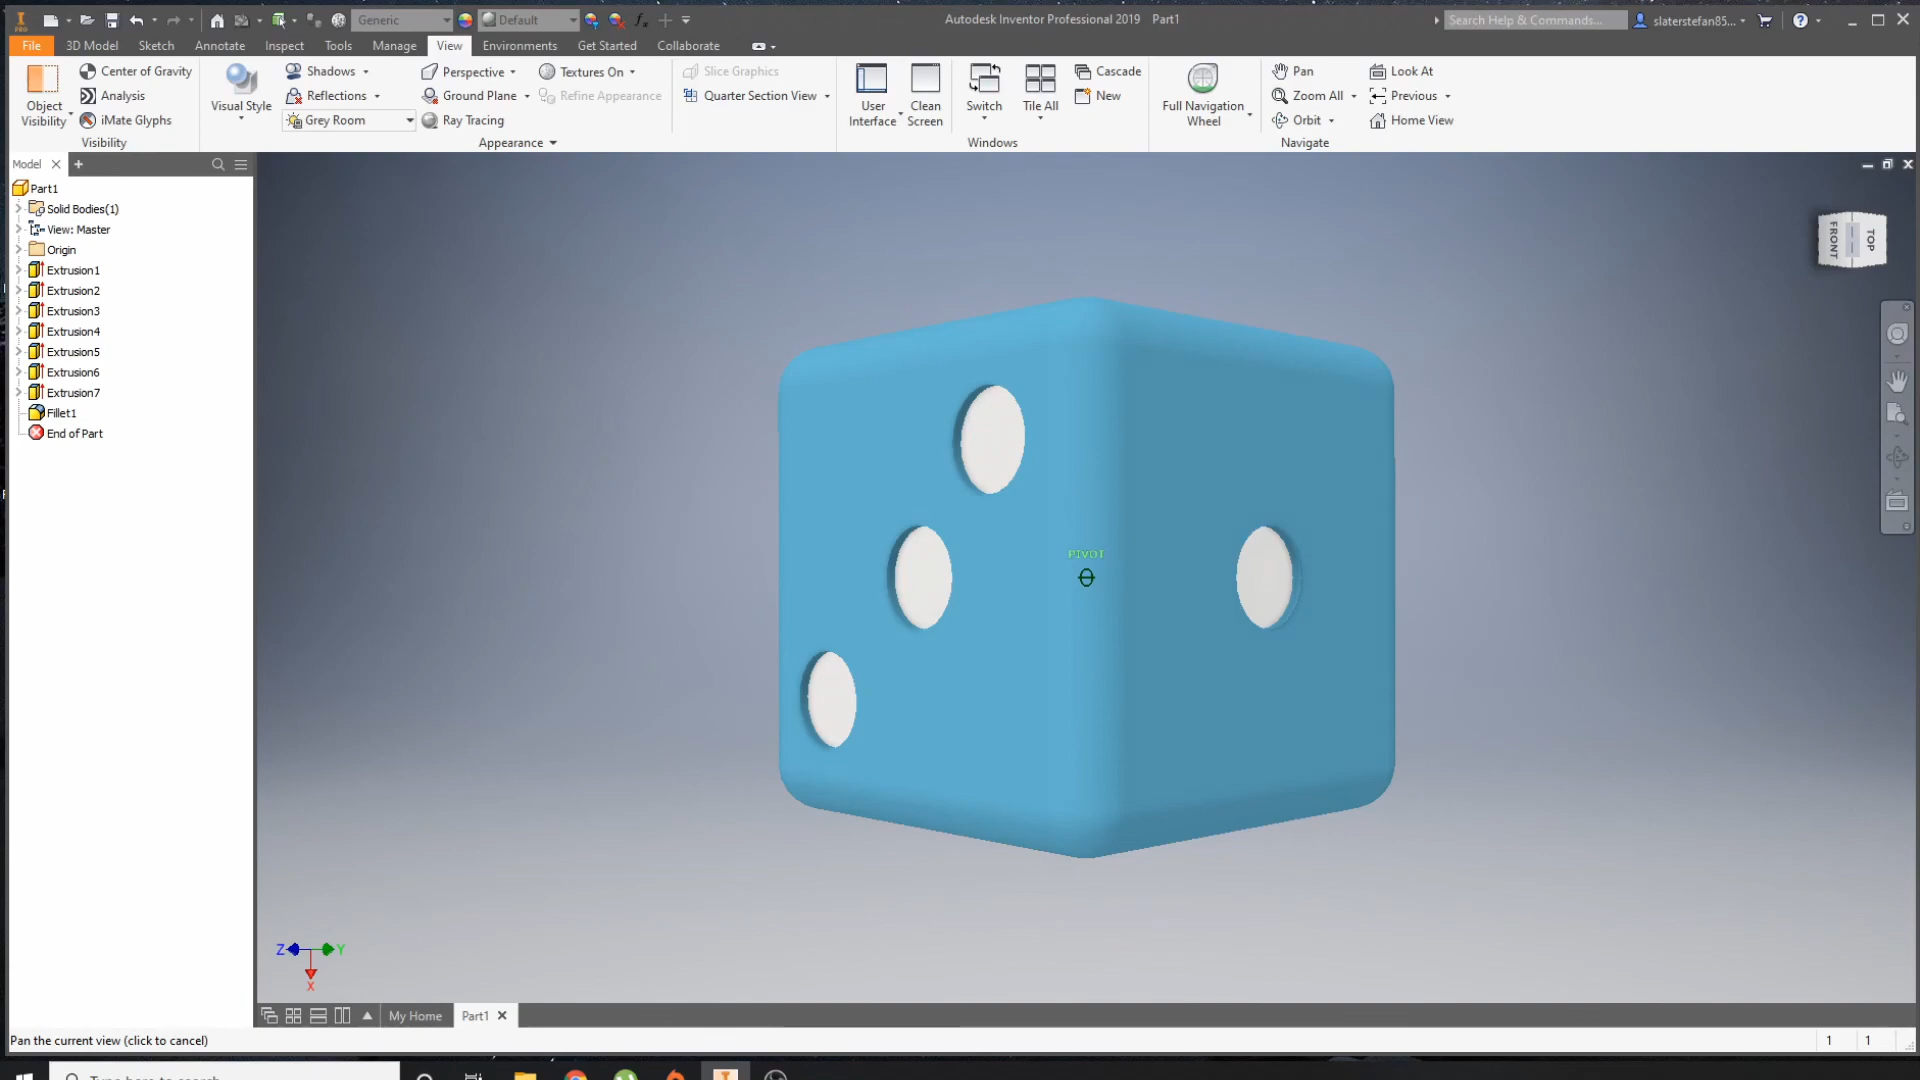 Generic
Default
Autodesk Inventor Professional 2019 Part1
Search Help & Commands...
slaterstefan85...
File 3D Model Sketch Annotate Inspect Tools Manage View Environments Get Started Collaborate
Object Visibility
Center of Gravity
Analysis
iMate Glyphs
Visibility
Visual Style
Shadows
Reflections
Grey Room
Perspective
Ground Plane
Ray Tracing
Textures On
Refine Appearance
Appearance
Slice Graphics
Quarter Section View
User Interface
Clean Screen
Switch
Tile All
Cascade
New
Windows
Full Navigation Wheel
Pan
Zoom All
Orbit
Look At
Previous
Home View
Navigate
Model
Part1
Solid Bodies(1)
View: Master
Origin
Extrusion1
Extrusion2
Extrusion3
Extrusion4
Extrusion5
Extrusion6
Extrusion7
Fillet1
End of Part
FRONT
TOP
PIVOT
Z
Y
X
My Home
Part1
Pan the current view (click to cancel)
1 1
Type here to search